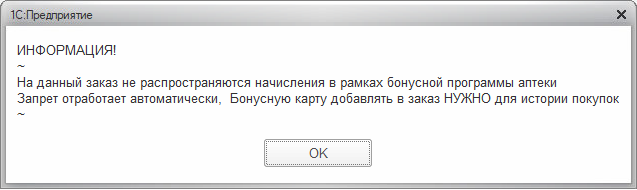 1С:Предприятие
ИНФОРМАЦИЯ!
~
На данный заказ не распространяются начисления в рамках бонусной программы аптеки
Запрет отработает автоматически,  Бонусную карту добавлять в заказ НУЖНО для истории покупок
~
OK